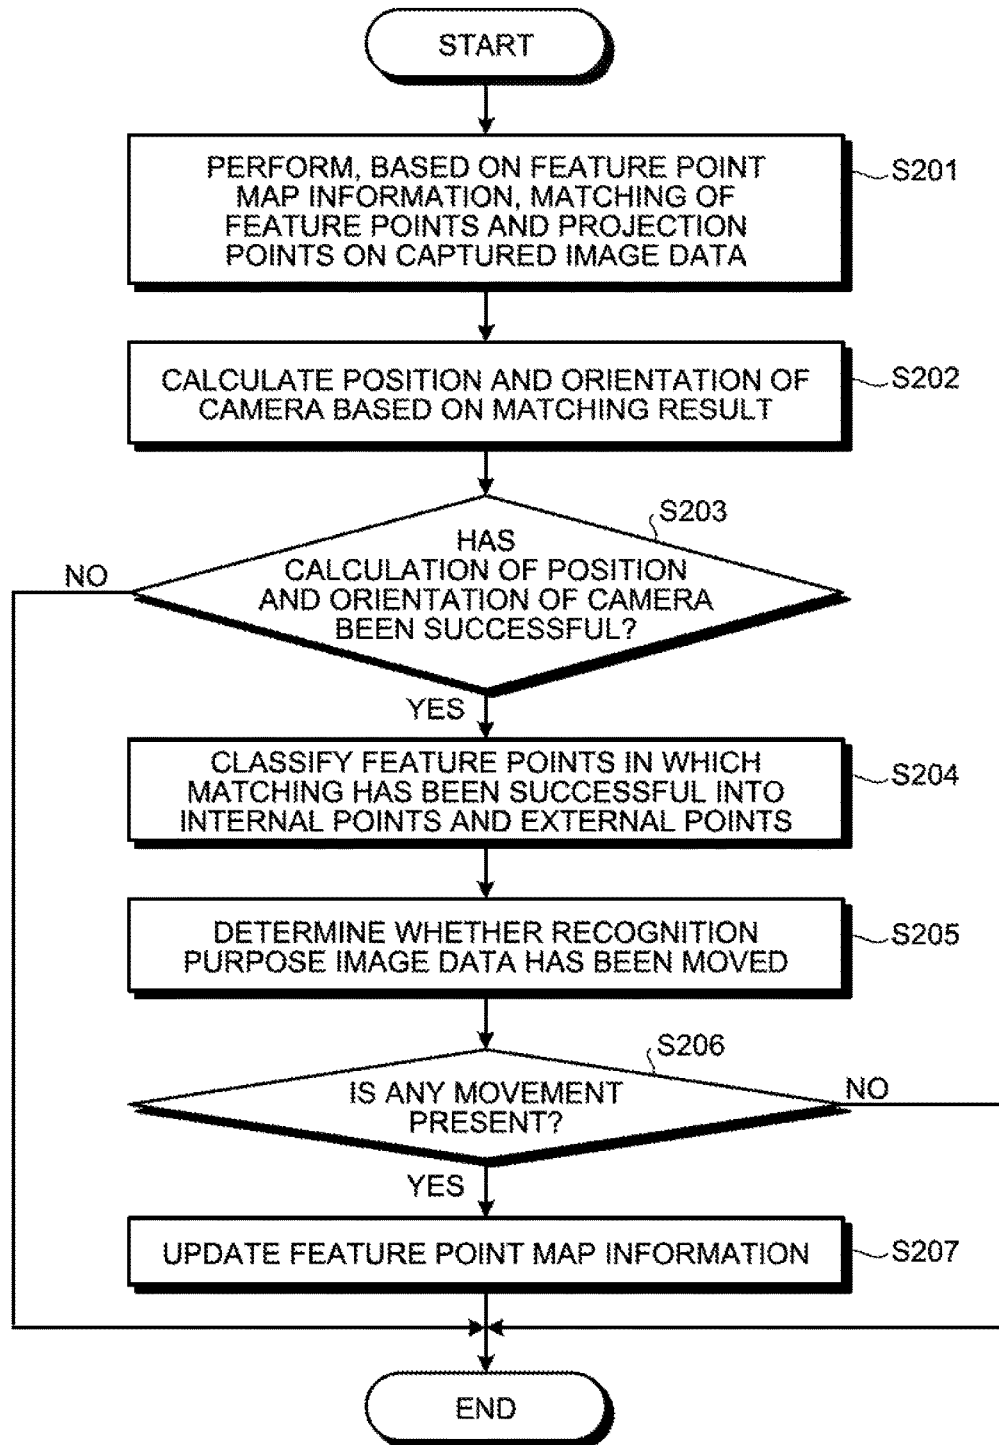 START
PERFORM, BASED ON FEATURE POINT
MAP INFORMATION, MATCHING OF
FEATURE POINTS AND PROJECTION
POINTS ON CAPTURED IMAGE DATA
S201
CALCULATE POSITION AND ORIENTATION OF
CAMERA BASED ON MATCHING RESULT
S202
S203
HAS
CALCULATION OF POSITION
AND ORIENTATION OF CAMERA
BEEN SUCCESSFUL?
NO
YES
CLASSIFY FEATURE POINTS IN WHICH
MATCHING HAS BEEN SUCCESSFUL INTO
INTERNAL POINTS AND EXTERNAL POINTS
S204
DETERMINE WHETHER RECOGNITION
PURPOSE IMAGE DATA HAS BEEN MOVED
S205
S206
IS ANY MOVEMENT
PRESENT?
NO
YES
UPDATE FEATURE POINT MAP INFORMATION
S207
END